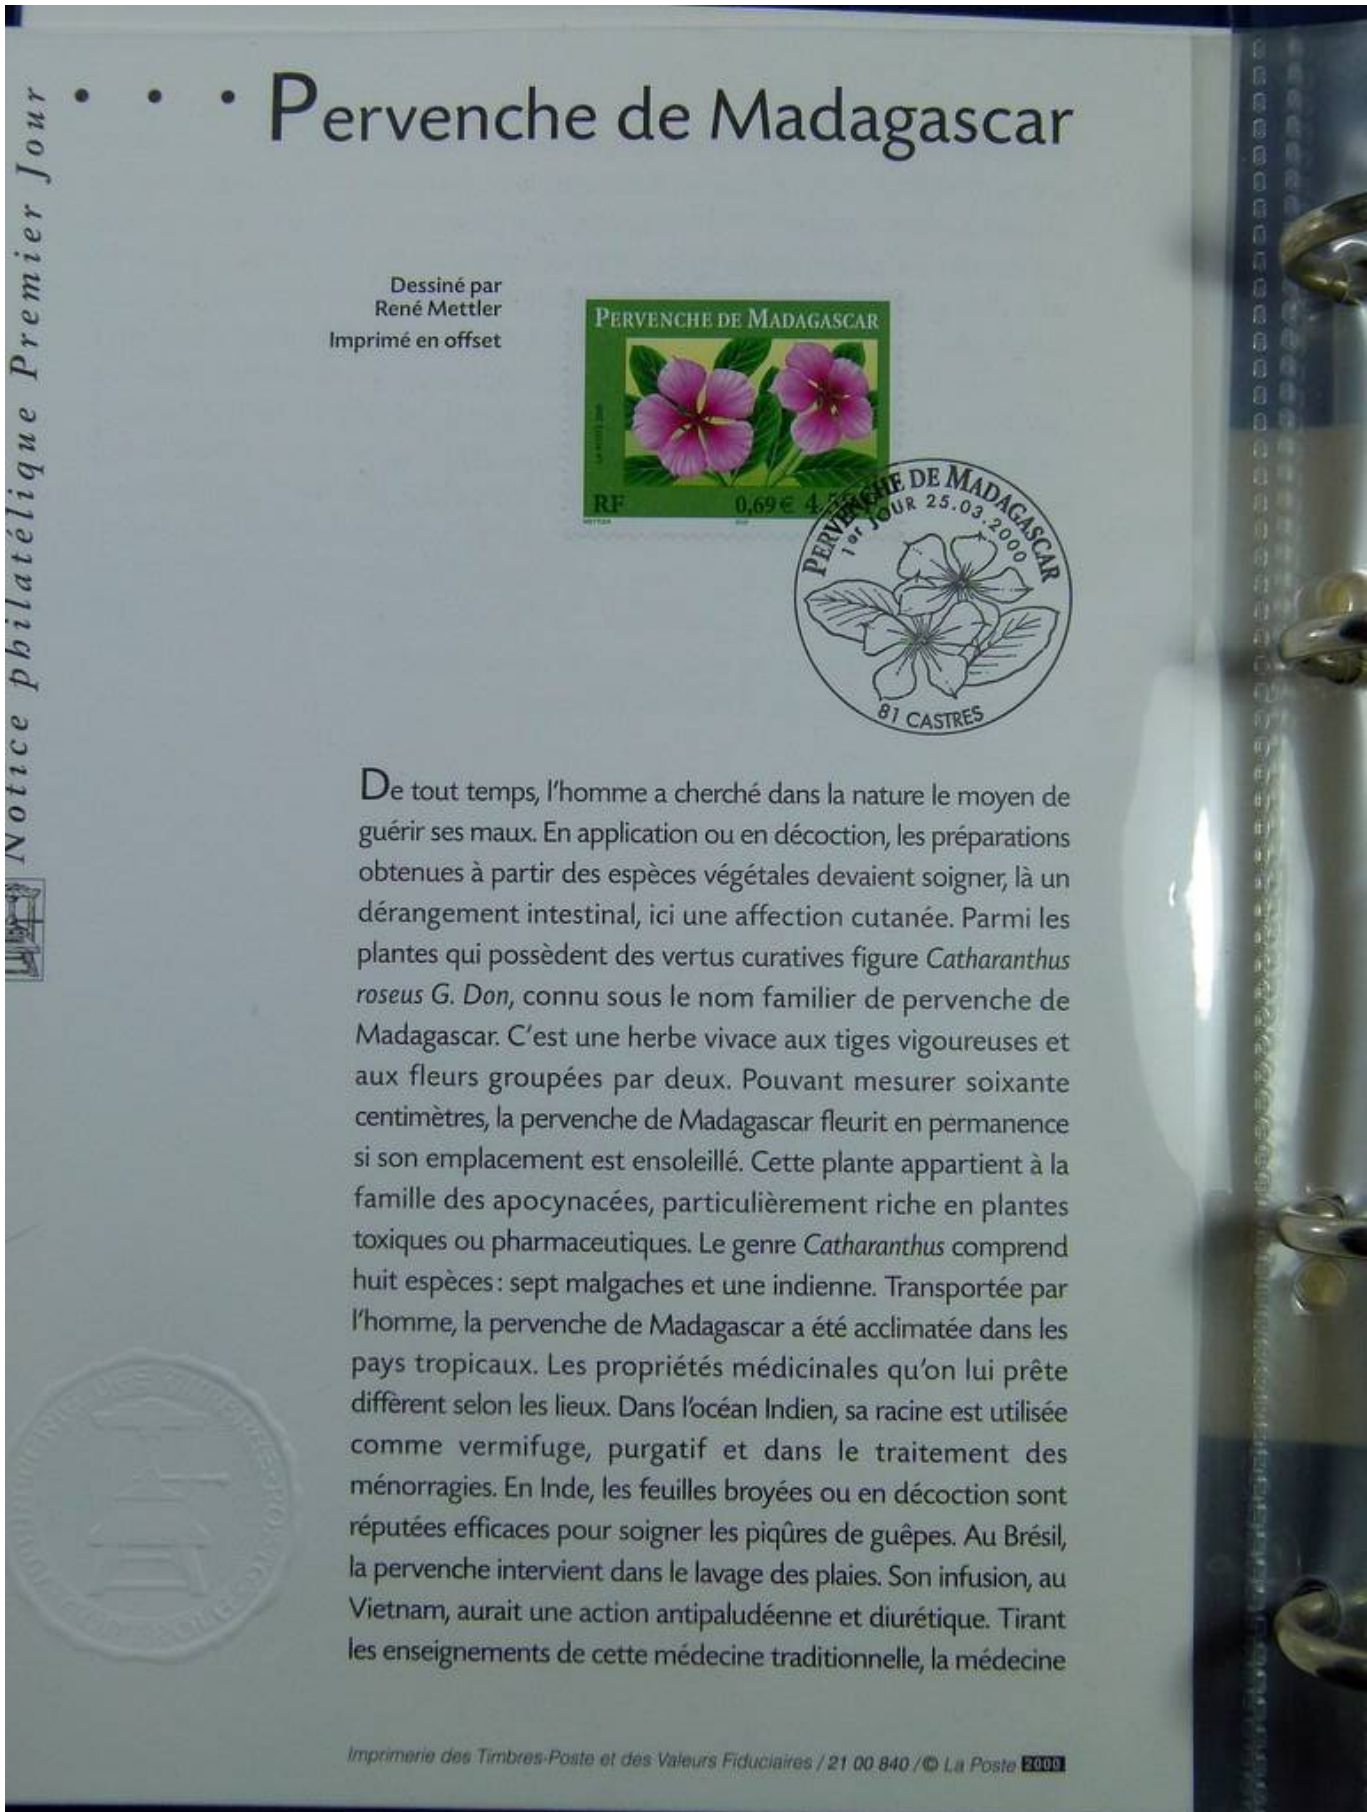 Pervenche de Madagascar
Notice philatélique Premier Jour
Dessiné par
René Mettler
Imprimé en offset
PERVENCHE DE MADAGASCAR
RF
0,69 €
PERVENCHE DE MADAGASCAR
1er JOUR 25.03.2000
81 CASTRES
De tout temps, l'homme a cherché dans la nature le moyen de
guérir ses maux. En application ou en décoction, les préparations
obtenues à partir des espèces végétales devaient soigner, là un
dérangement intestinal, ici une affection cutanée. Parmi les
plantes qui possèdent des vertus curatives figure Catharanthus
roseus G. Don, connu sous le nom familier de pervenche de
Madagascar. C'est une herbe vivace aux tiges vigoureuses et
aux fleurs groupées par deux. Pouvant mesurer soixante
centimètres, la pervenche de Madagascar fleurit en permanence
si son emplacement est ensoleillé. Cette plante appartient à la
famille des apocynacées, particulièrement riche en plantes
toxiques ou pharmaceutiques. Le genre Catharanthus comprend
huit espèces : sept malgaches et une indienne. Transportée par
l'homme, la pervenche de Madagascar a été acclimatée dans les
pays tropicaux. Les propriétés médicinales qu'on lui prête
diffèrent selon les lieux. Dans l'océan Indien, sa racine est utilisée
comme vermifuge, purgatif et dans le traitement des
ménorragies. En Inde, les feuilles broyées ou en décoction sont
réputées efficaces pour soigner les piqûres de guêpes. Au Brésil,
la pervenche intervient dans le lavage des plaies. Son infusion, au
Vietnam, aurait une action antipaludéenne et diurétique. Tirant
les enseignements de cette médecine traditionnelle, la médecine
Imprimerie des Timbres-Poste et des Valeurs Fiduciaires / 21 00 840 / © La Poste 2000